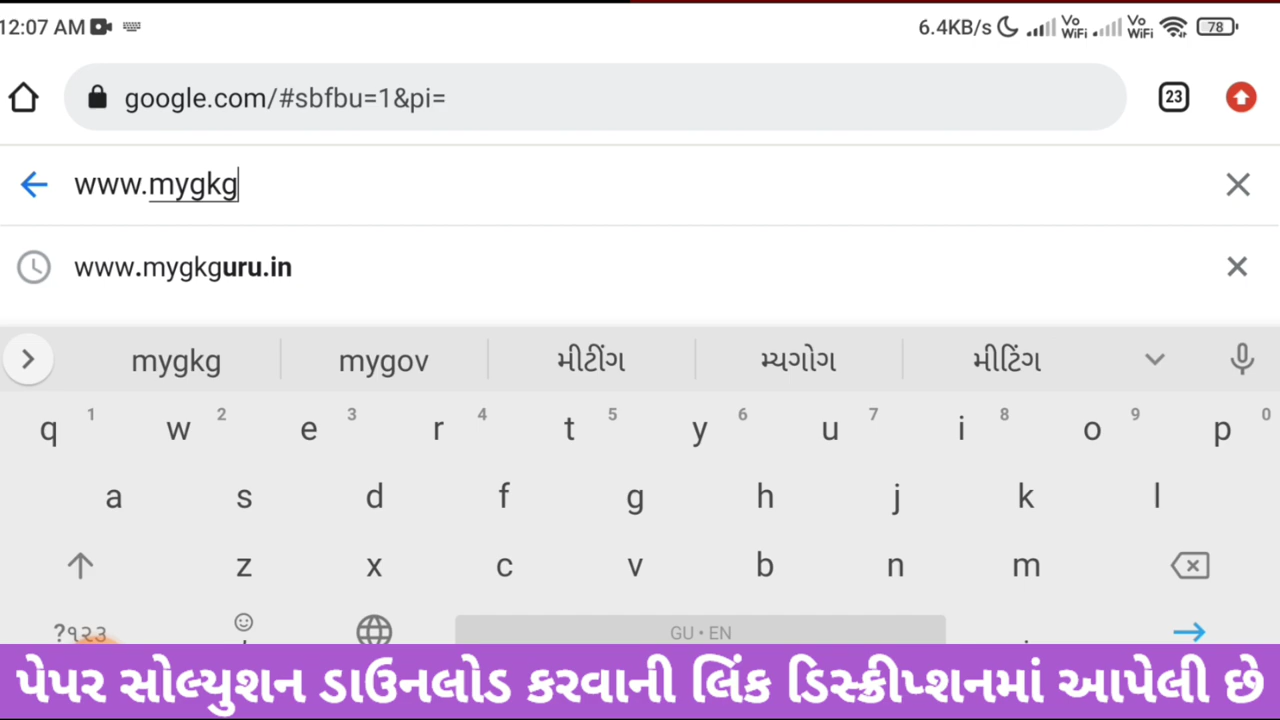 12:07 AM 6.4KB/s Vo WiFi Vo WiFi 78
google.com/#sbfbu=1&pi= 23
www.mygkg
www.mygkguru.in
mygkg mygov મીટીંગ મ્યગોગ મીટિંગ
q 1 w 2 e 3 r 4 t 5 y 6 u 7 i 8 o 9 p 0
a s d f g h j k l
z x c v b n m
?૧૨૩ GU • EN
પેપર સોલ્યુશન ડાઉનલોડ કરવાની લિંક ડિસ્ક્રીપ્શનમાં આપેલી છે